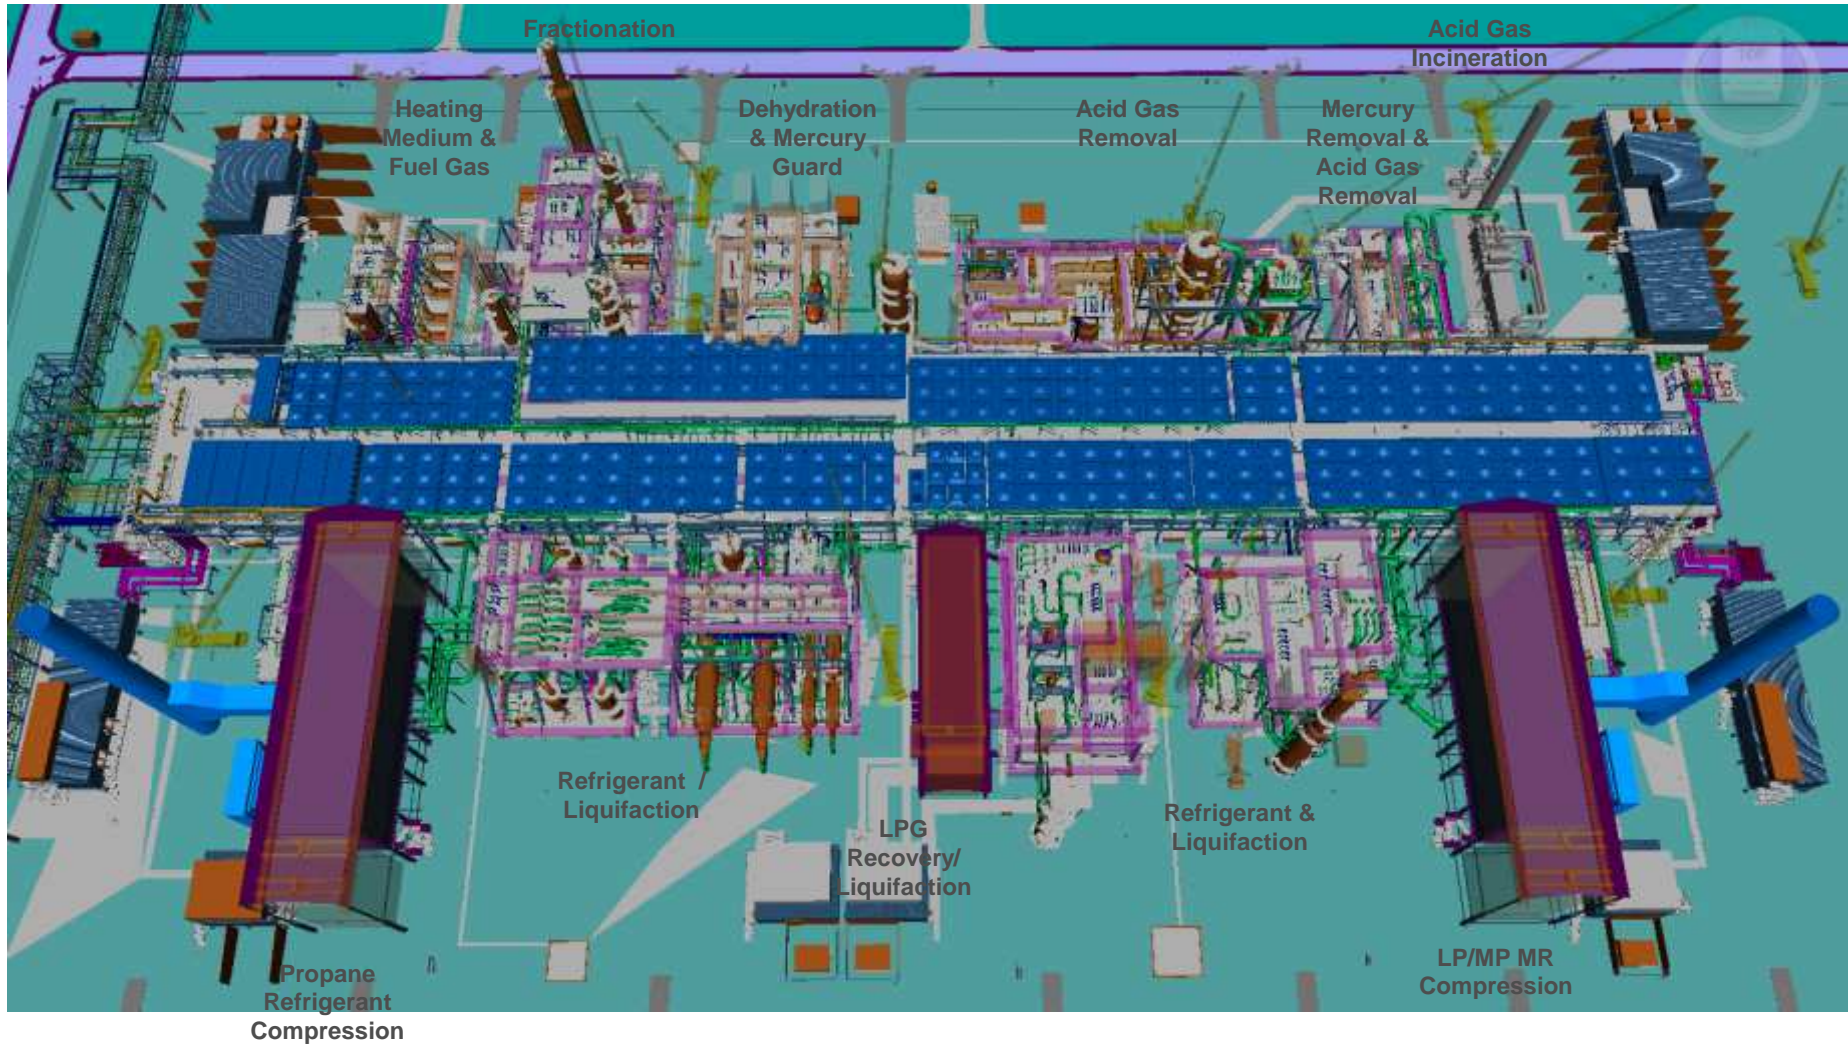 Fractionation
Acid Gas
Incineration
Heating
Medium &
Fuel Gas
Dehydration
& Mercury
Guard
Acid Gas
Removal
Mercury
Removal &
Acid Gas
Removal
TOP
Refrigerant /
Liquifaction
LPG
Recovery/
Liquifaction
Refrigerant &
Liquifaction
Propane
Refrigerant
Compression
LP/MP MR
Compression